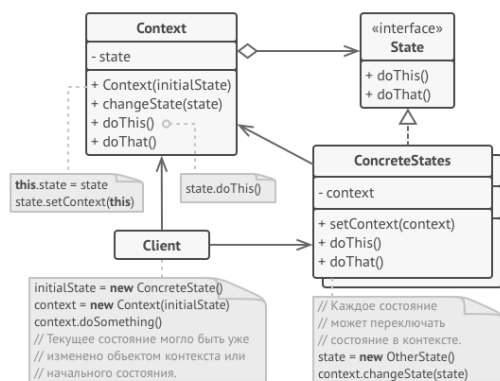 Context
- state
+ Context(initialState)
+ changeState(state)
+ doThis()
+ doThat()
«interface»
State
+ doThis()
+ doThat()
this.state = state
state.setContext(this)
state.doThis()
ConcreteStates
- context
+ setContext(context)
+ doThis()
+ doThat()
Client
initialState = new ConcreteState()
context = new Context(initialState)
context.doSomething()
// Текущее состояние могло быть уже
// изменено объектом контекста или
// начального состояния.
// Каждое состояние
// может переключать
// состояние в контексте.
state = new OtherState()
context.changeState(state)